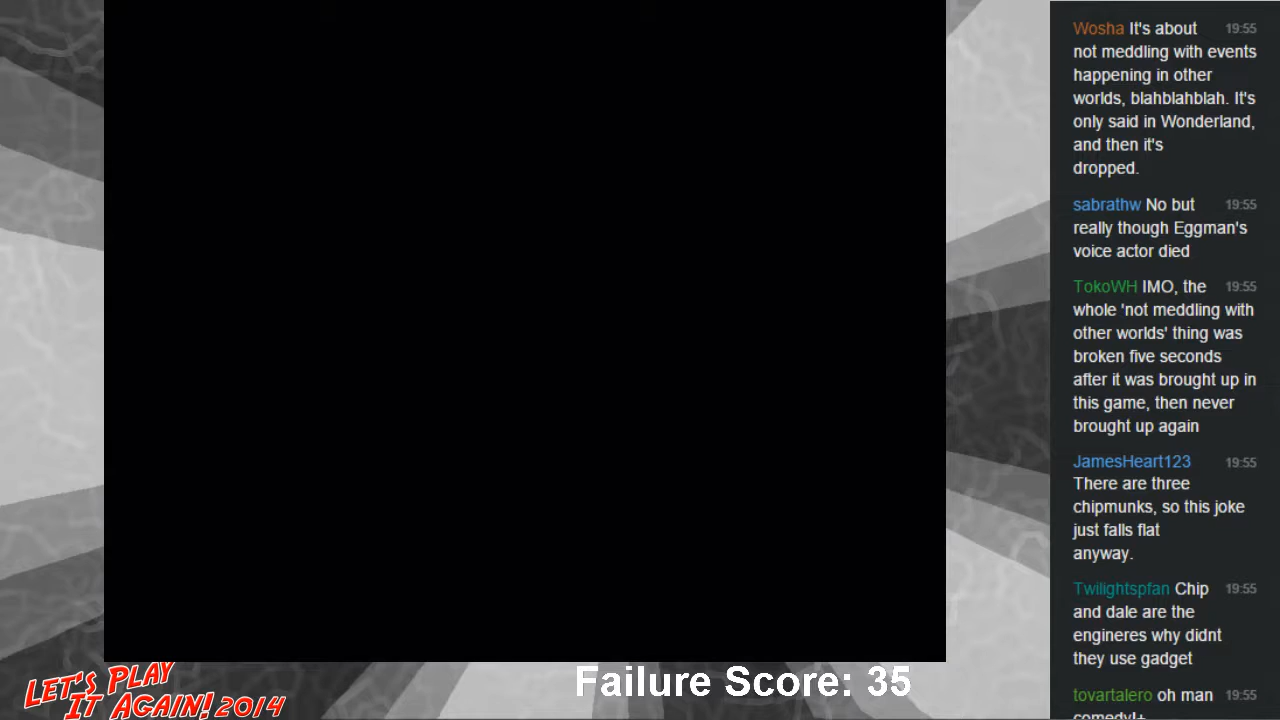 Wosha It's about 19:55
not meddling with events
happening in other
worlds, blahblahblah. It's
only said in Wonderland,
and then it's
dropped.
sabrathw No but 19:55
really though Eggman's
voice actor died
TokoWH IMO, the 19:55
whole 'not meddling with
other worlds' thing was
broken five seconds
after it was brought up in
this game, then never
brought up again
JamesHeart123 19:55
There are three
chipmunks, so this joke
just falls flat
anyway.
Twilightspfan Chip 19:55
and dale are the
engineres why didnt
they use gadget
tovartalero oh man 19:55
comedy!+
LET'S PLAY
IT AGAIN! 2014
Failure Score: 35